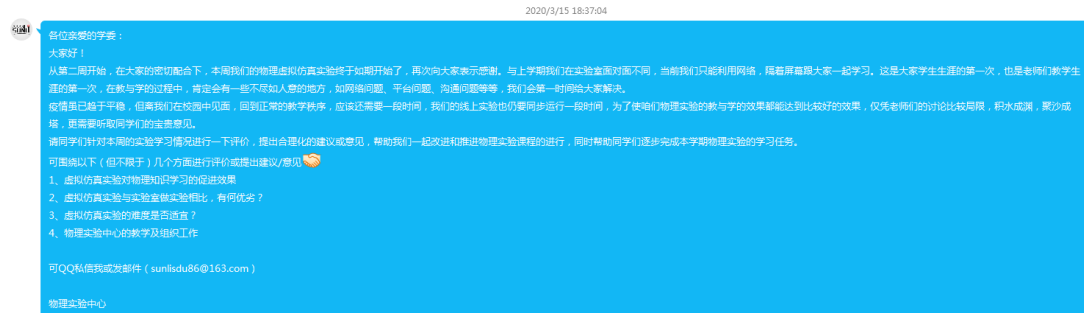 2020/3/15 18:37:04
各位亲爱的学委：
大家好！
从第二周开始，在大家的密切配合下，本周我们的物理虚拟仿真实验终于如期开始了，再次向大家表示感谢。与上学期我们在实验室面对面不同，当前我们只能利用网络，隔着屏幕跟大家一起学习。这是大家学生生涯的第一次，也是老师们教学生
涯的第一次，在教与学的过程中，肯定会有一些不尽如人意的地方，如网络问题、平台问题、沟通问题等等，我们会第一时间给大家解决。
疫情虽已趋于平稳，但离我们在校园中见面，回到正常的教学秩序，应该还需要一段时间，我们的线上实验也仍要同步运行一段时间，为了使咱们物理实验的教与学的效果都能达到比较好的效果，仅凭老师们的讨论比较局限，积水成渊，聚沙成
塔，更需要听取同学们的宝贵意见。
请同学们针对本周的实验学习情况进行一下评价，提出合理化的建议或意见，帮助我们一起改进和推进物理实验课程的进行，同时帮助同学们逐步完成本学期物理实验的学习任务。
可围绕以下（但不限于）几个方面进行评价或提出建议/意见
1、虚拟仿真实验对物理知识学习的促进效果
2、虚拟仿真实验与实验室做实验相比，有何优劣？
3、虚拟仿真实验的难度是否适宜？
4、物理实验中心的教学及组织工作
可QQ私信我或发邮件（sunlisdu86@163.com）
物理实验中心